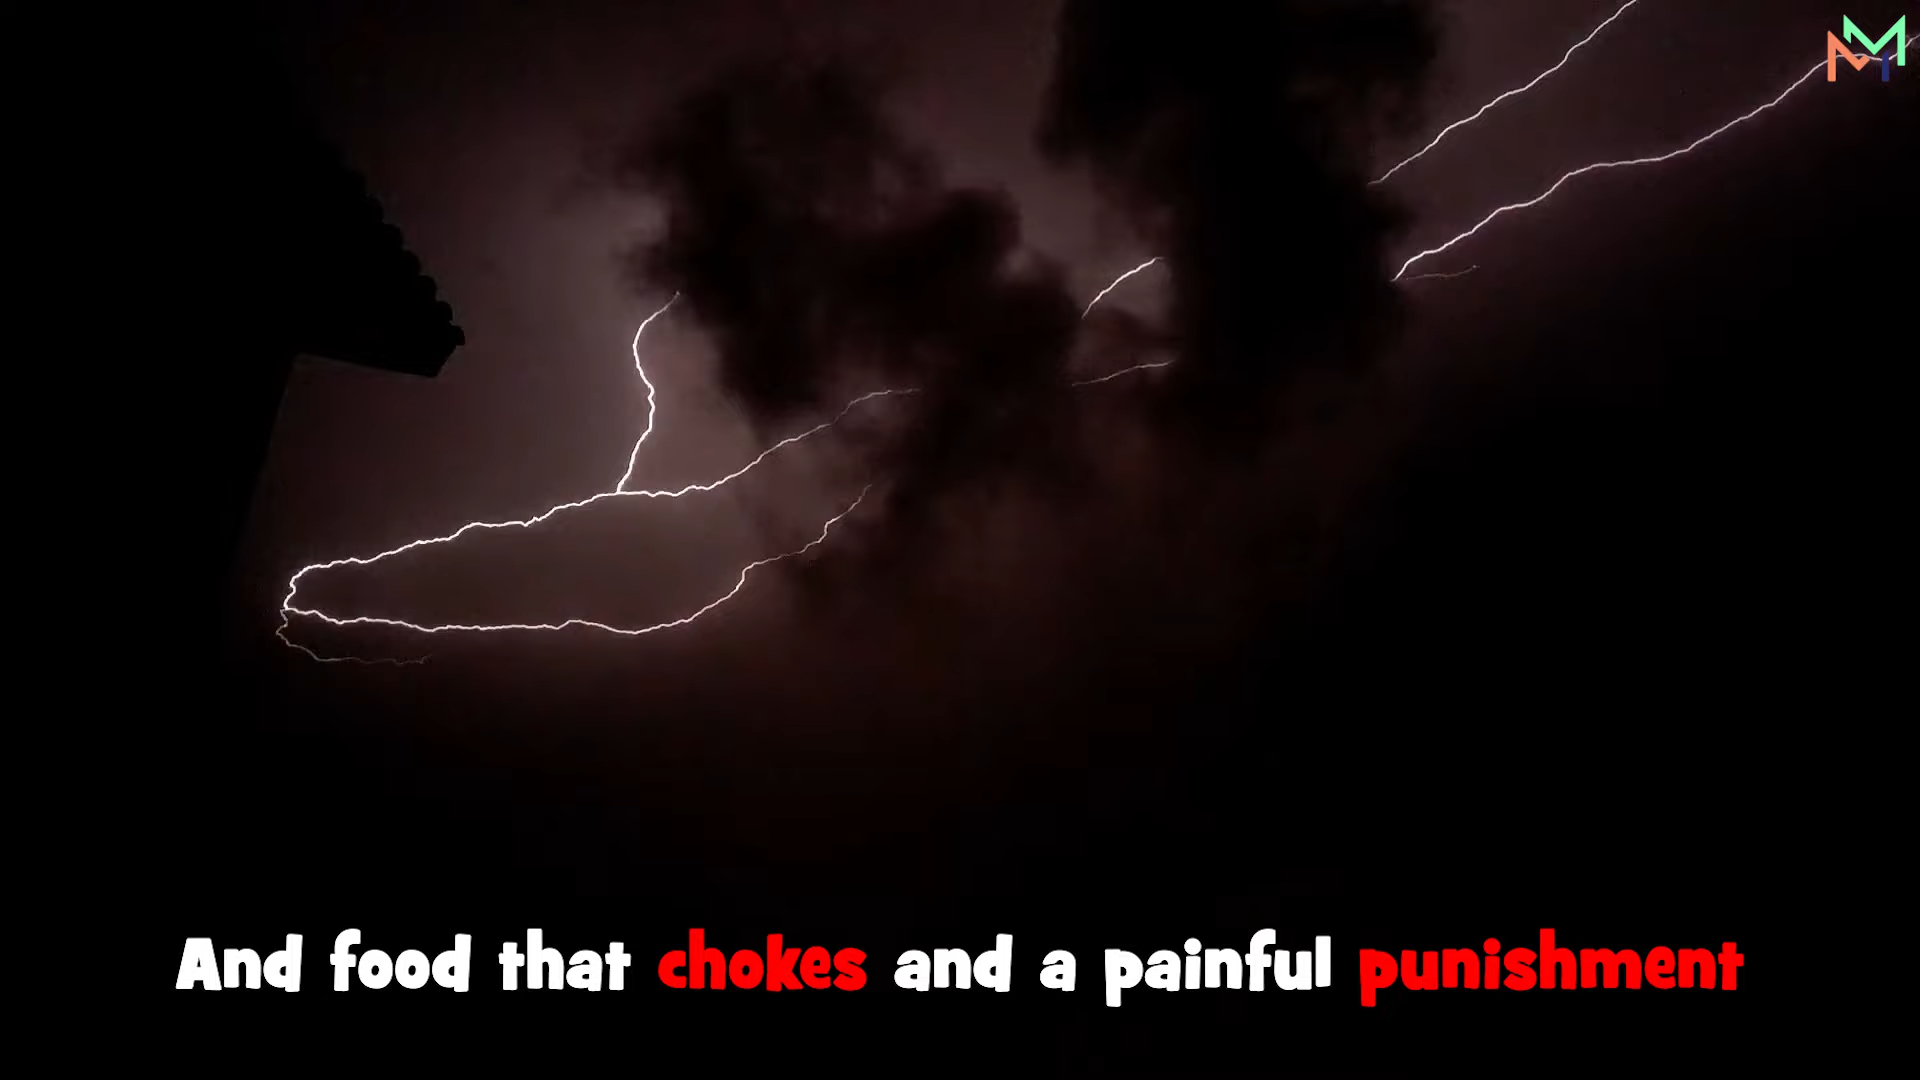 And food that chokes and a painful punishment